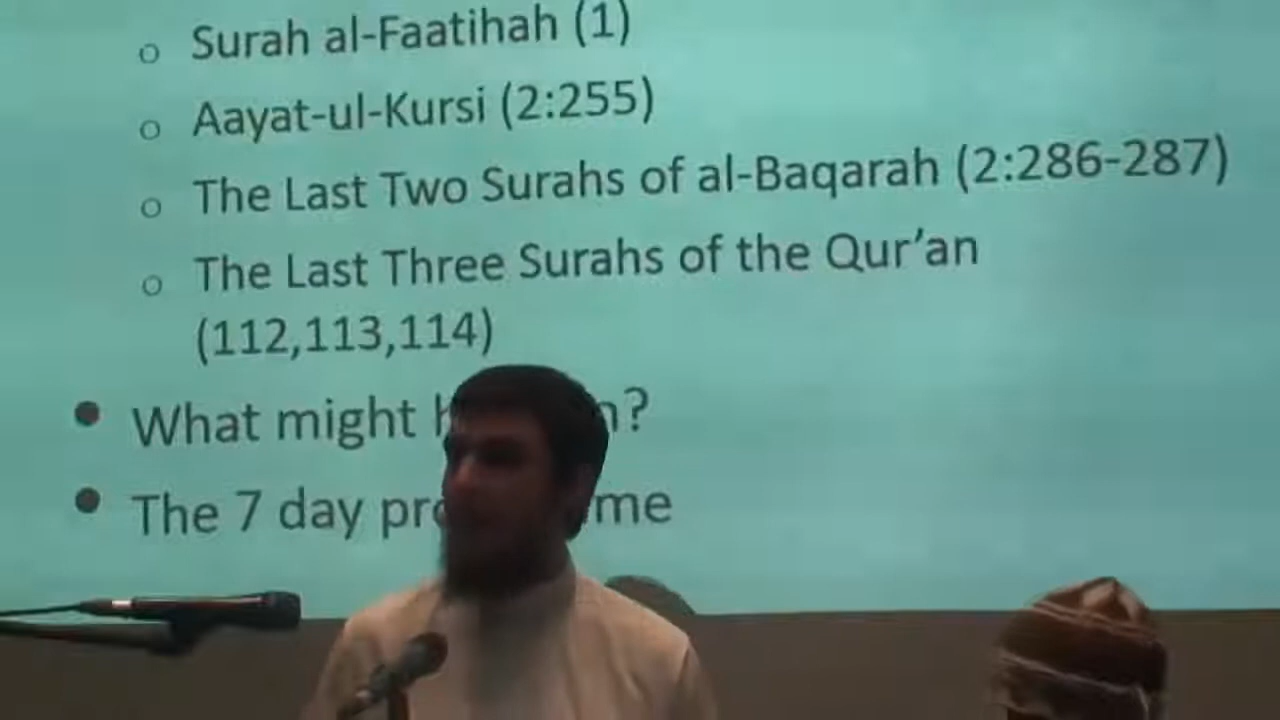 o Surah al-Faatihah (1)
o Aayat-ul-Kursi (2:255)
o The Last Two Surahs of al-Baqarah (2:286-287)
o The Last Three Surahs of the Qur’an
(112,113,114)
• What might
• The 7 day